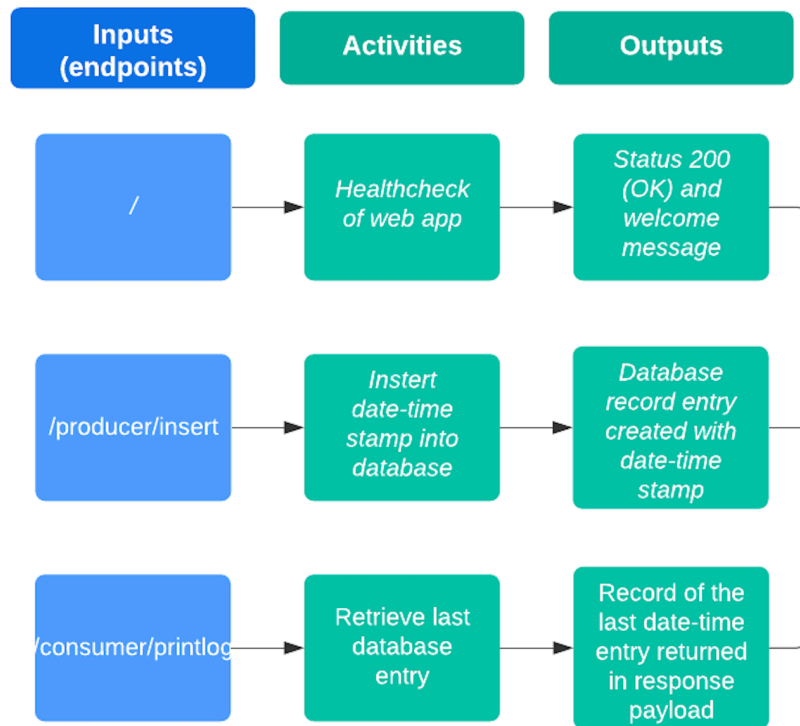 Inputs
(endpoints)
Activities
Outputs
/
Healthcheck
of web app
Status 200
(OK) and
welcome
message
/producer/insert
Instert
date-time
stamp into
database
Database
record entry
created with
date-time
stamp
/consumer/printlog
Retrieve last
database
entry
Record of the
last date-time
entry returned
in response
payload